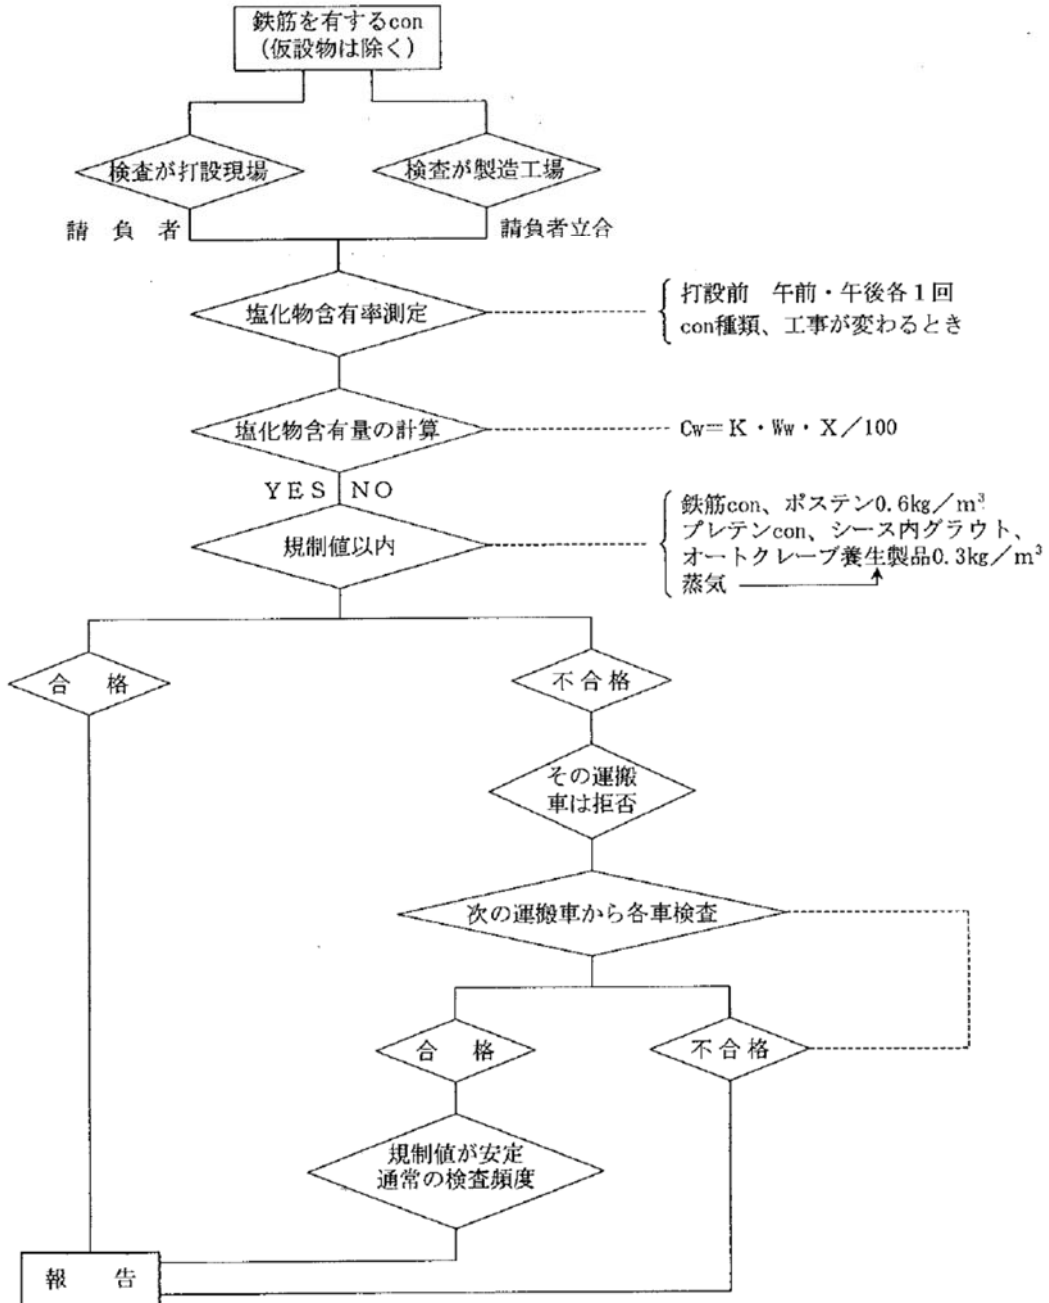 鉄筋を有するcon
（仮設物は除く）
検査が打設現場
検査が製造工場
請負者
請負者立合
塩化物含有率測定
打設前　午前・午後各１回
con種類、工事が変わるとき
塩化物含有量の計算
Cw＝Ｋ・Ww・Ｘ／100
YES
NO
規制値以内
鉄筋con、ポステン0.6kg／m³
プレテンcon、シース内グラウト、
オートクレーブ養生製品0.3kg／m³
蒸気
合　格
不合格
その運搬
車は拒否
次の運搬車から各車検査
合　格
不合格
規制値が安定
通常の検査頻度
報　告